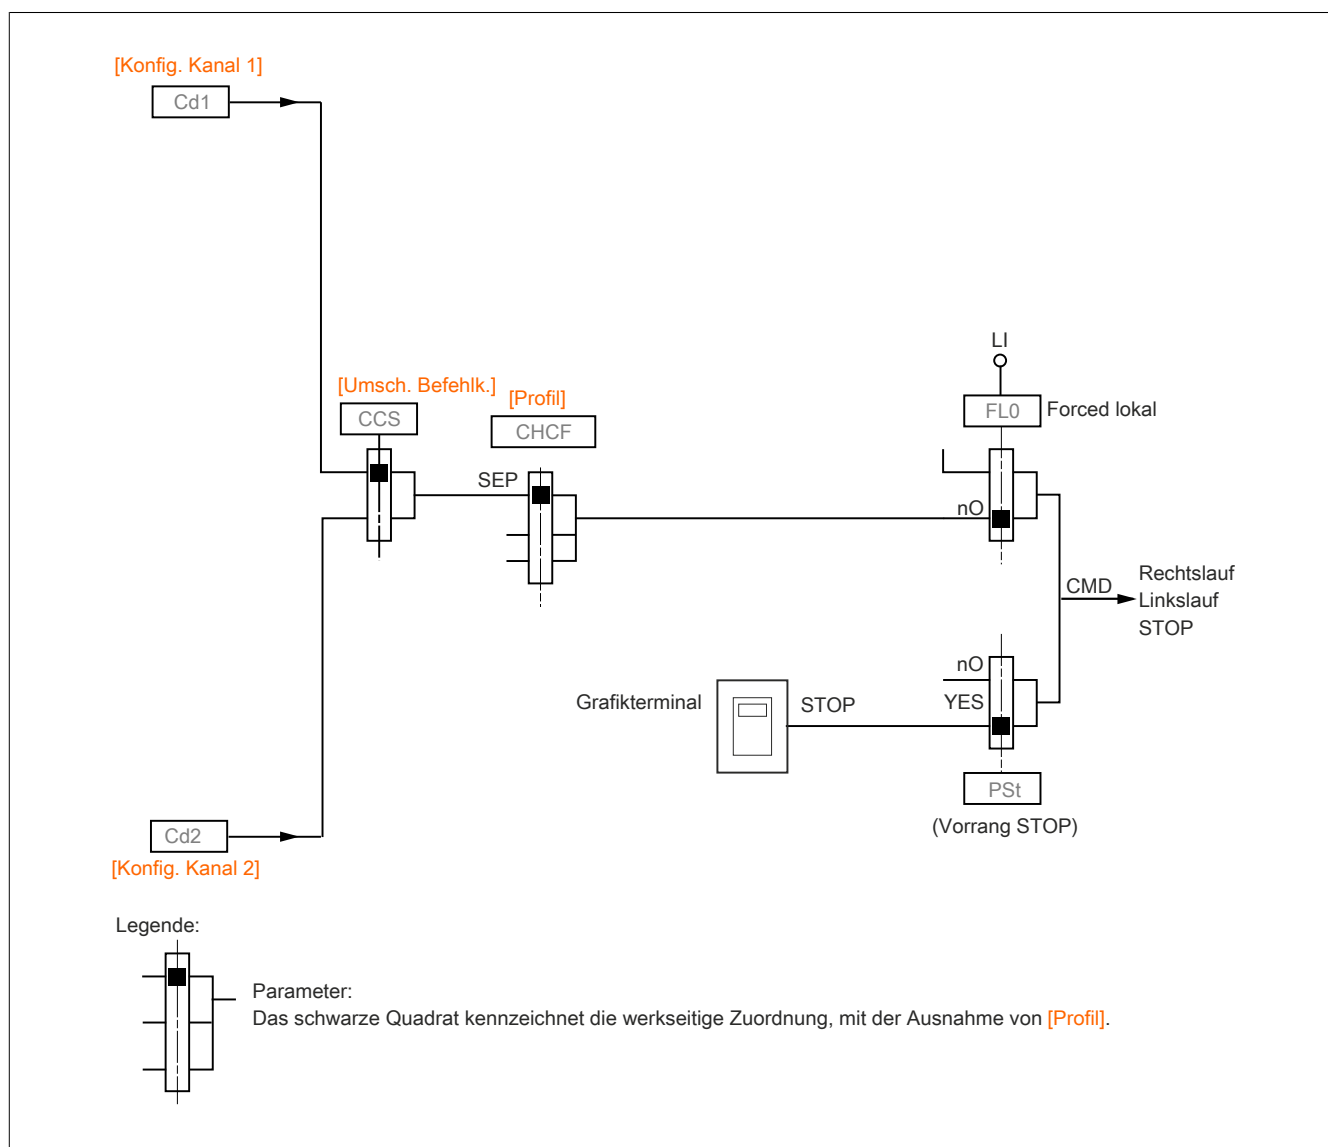 [Konfig. Kanal 1]
Cd1
LI
[Umsch. Befehlk.]
[Profil]
CCS
CHCF
FL0
Forced lokal
SEP
nO
Rechtslauf
CMD
Linkslauf
STOP
nO
Grafikterminal
STOP
YES
PSt
(Vorrang STOP)
Cd2
[Konfig. Kanal 2]
Legende:
Parameter:
Das schwarze Quadrat kennzeichnet die werkseitige Zuordnung, mit der Ausnahme von [Profil].